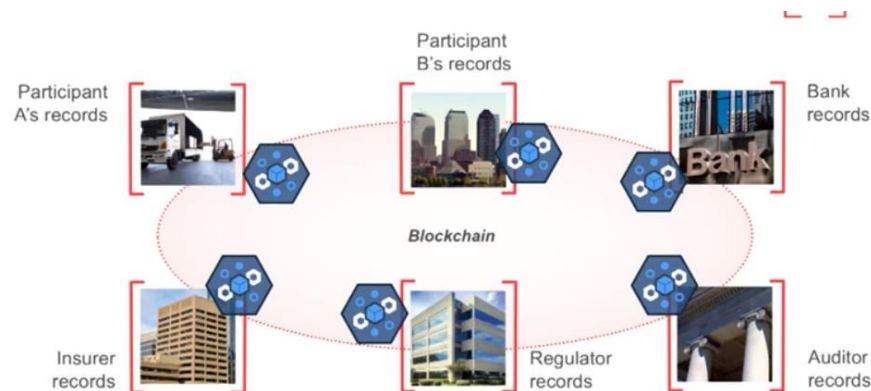 Participant
B's records
Participant
A's records
Bank
records
Bank
Blockchain
Insurer
records
Regulator
records
Auditor
records